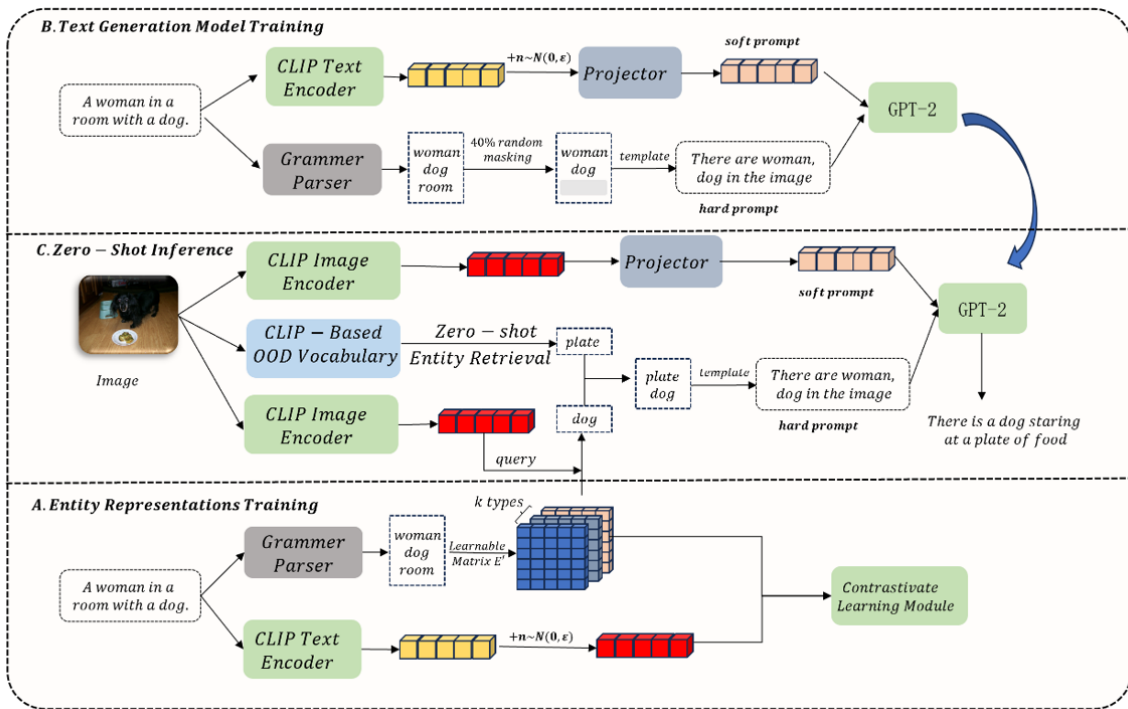 B. Text Generation Model Training
A woman in a
room with a dog.
CLIP Text
Encoder
+n~N(0, ε)
Projector
soft prompt
GPT-2
Grammer
Parser
woman
dog
room
40% random
masking
woman
dog
template
There are woman,
dog in the image
hard prompt
C. Zero − Shot Inference
Image
CLIP Image
Encoder
Projector
soft prompt
GPT-2
CLIP − Based
OOD Vocabulary
Zero − shot
Entity Retrieval
plate
CLIP Image
Encoder
query
dog
plate
dog
template
There are woman,
dog in the image
hard prompt
There is a dog staring
at a plate of food
A. Entity Representations Training
A woman in a
room with a dog.
Grammer
Parser
woman
dog
room
Learnable
Matrix E'
k types
CLIP Text
Encoder
+n~N(0, ε)
Contrastivate
Learning Module